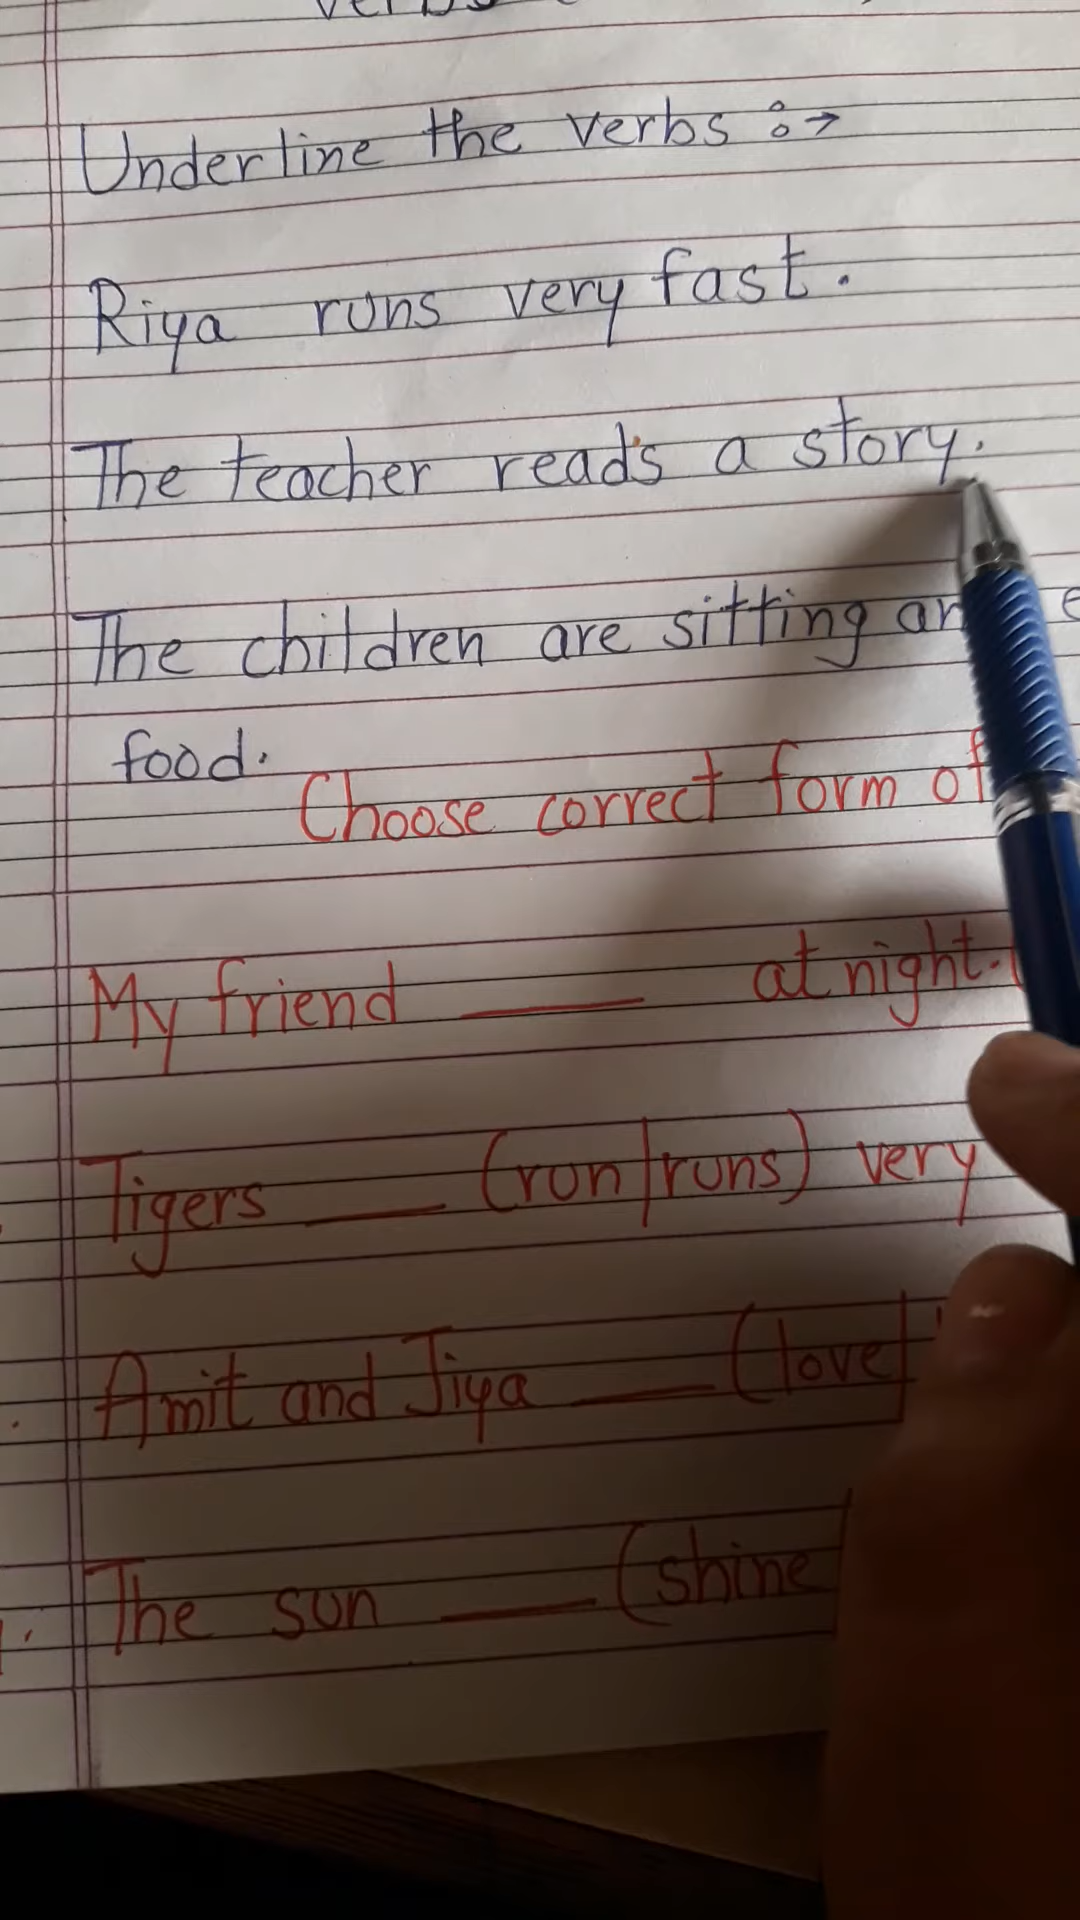 Underline the verbs :→
Riya runs very fast.
The teacher reads a story.
The children are sitting
food.
Choose correct form of
My friend ____ at night.
Tigers ____ (run/runs) very
Amit and Jiya ____ (love/
The sun ____ (shine